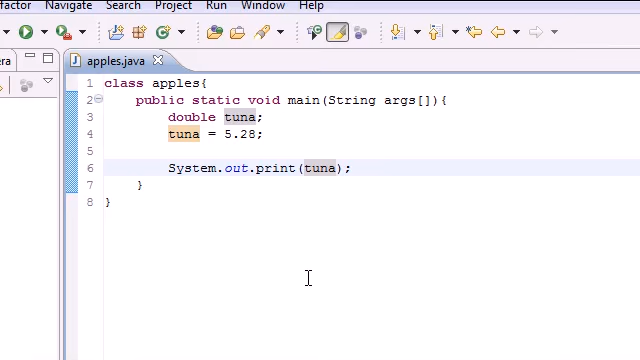 efactor Navigate Search Project Run Window Help
era
apples.java
1 class apples{
2 public static void main(String args[]){
3 double tuna;
4 tuna = 5.28;
5
6 System.out.print(tuna);
7 }
8 }